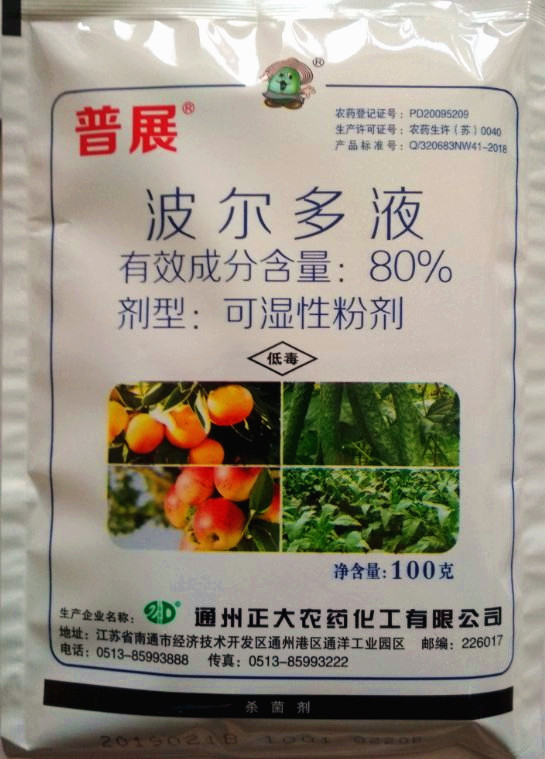 普展®
®
农药登记证号：PD20095209
生产许可证号：农药生许（苏）0040
产品标准号：Q/320683NW41-2018
波尔多液
有效成分含量：80%
剂型：可湿性粉剂
低毒
净含量:100克
生产企业名称： ® 通州正大农药化工有限公司
地址：江苏省南通市经济技术开发区通州港区通洋工业园区 邮编：226017
电话：0513-85993888 传真：0513-85993222
杀菌剂